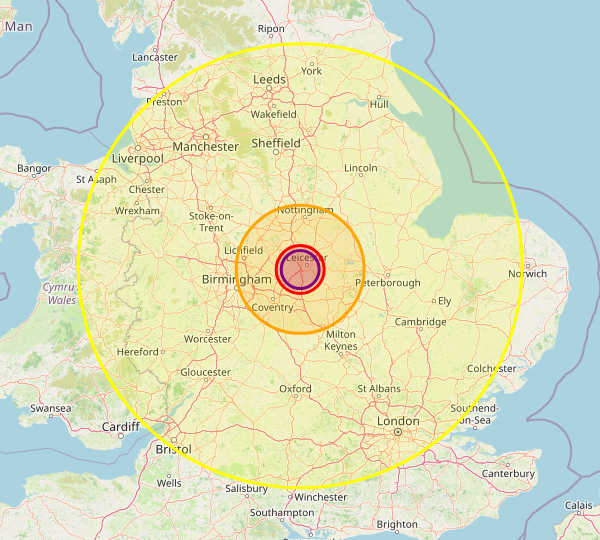 Ripon
Man
Lancaster
York
Leeds
Preston
Hull
Wakefield
Manchester
Sheffield
Liverpool
Bangor
Lincoln
St Asaph
Chester
Wrexham
Stoke-on-
Trent
Nottingham
Lichfield
Leicester
Norwich
Birmingham
Peterborough
Cymru /
Wales
Ely
Coventry
Cambridge
Worcester
Milton
Keynes
Hereford
Gloucester
Colchester
Oxford
St Albans
Swansea
Southend-
on-Sea
London
Cardiff
Bristol
Canterbury
Wells
Salisbury
Winchester
Calais
Southampton
Brighton